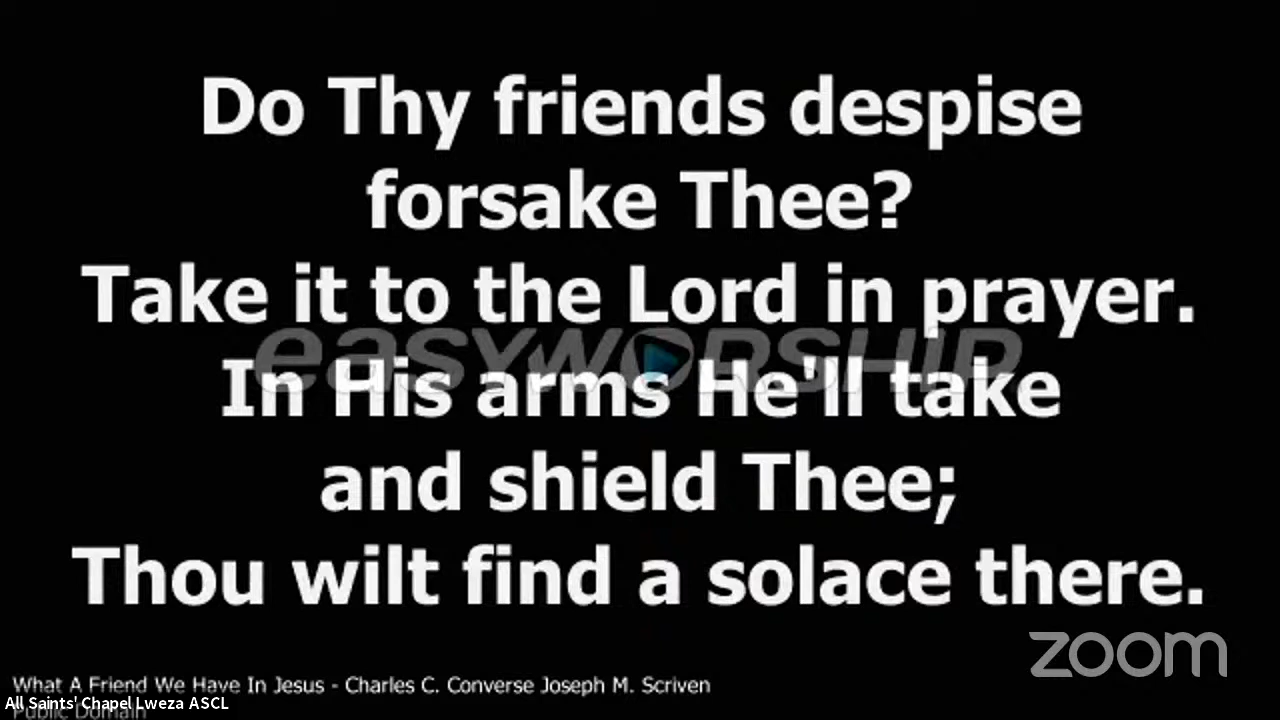 Do Thy friends despise
forsake Thee?
Take it to the Lord in prayer.
easyworship
In His arms He'll take
and shield Thee;
Thou wilt find a solace there.
zoom
What A Friend We Have In Jesus - Charles C. Converse Joseph M. Scriven
All Saints' Chapel Lweza ASCL
Public Domain